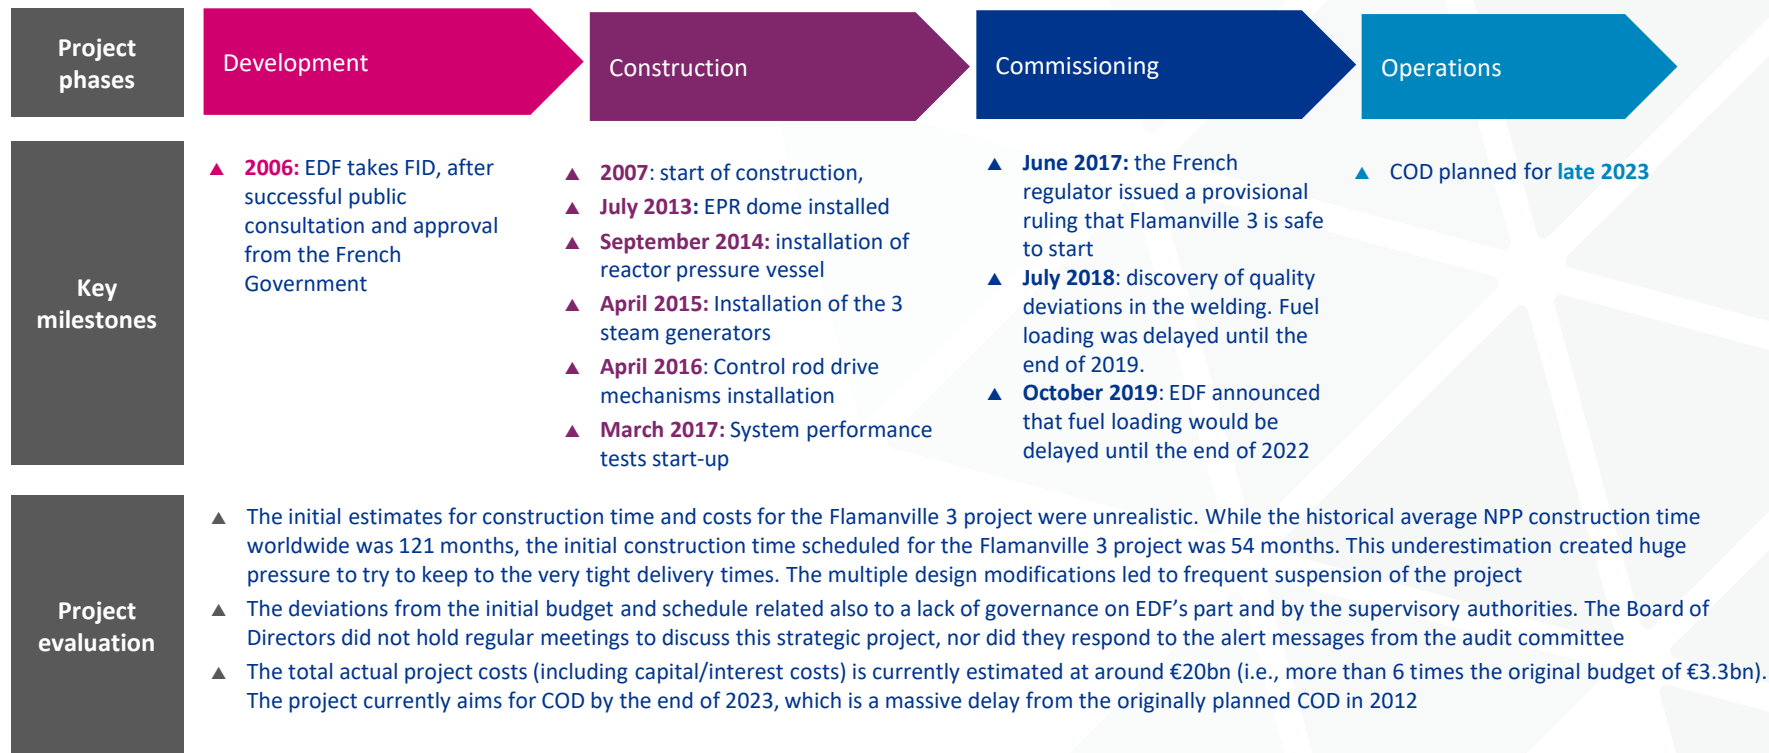 Project
phases
Development
Construction
Commissioning
Operations
Key
milestones
▲ 2006: EDF takes FID, after
successful public
consultation and approval
from the French
Government
▲ 2007: start of construction,
▲ July 2013: EPR dome installed
▲ September 2014: installation of
reactor pressure vessel
▲ April 2015: Installation of the 3
steam generators
▲ April 2016: Control rod drive
mechanisms installation
▲ March 2017: System performance
tests start-up
▲ June 2017: the French
regulator issued a provisional
ruling that Flamanville 3 is safe
to start
▲ July 2018: discovery of quality
deviations in the welding. Fuel
loading was delayed until the
end of 2019.
▲ October 2019: EDF announced
that fuel loading would be
delayed until the end of 2022
▲ COD planned for late 2023
Project
evaluation
▲ The initial estimates for construction time and costs for the Flamanville 3 project were unrealistic. While the historical average NPP construction time
worldwide was 121 months, the initial construction time scheduled for the Flamanville 3 project was 54 months. This underestimation created huge
pressure to try to keep to the very tight delivery times. The multiple design modifications led to frequent suspension of the project
▲ The deviations from the initial budget and schedule related also to a lack of governance on EDF's part and by the supervisory authorities. The Board of
Directors did not hold regular meetings to discuss this strategic project, nor did they respond to the alert messages from the audit committee
▲ The total actual project costs (including capital/interest costs) is currently estimated at around €20bn (i.e., more than 6 times the original budget of €3.3bn).
The project currently aims for COD by the end of 2023, which is a massive delay from the originally planned COD in 2012